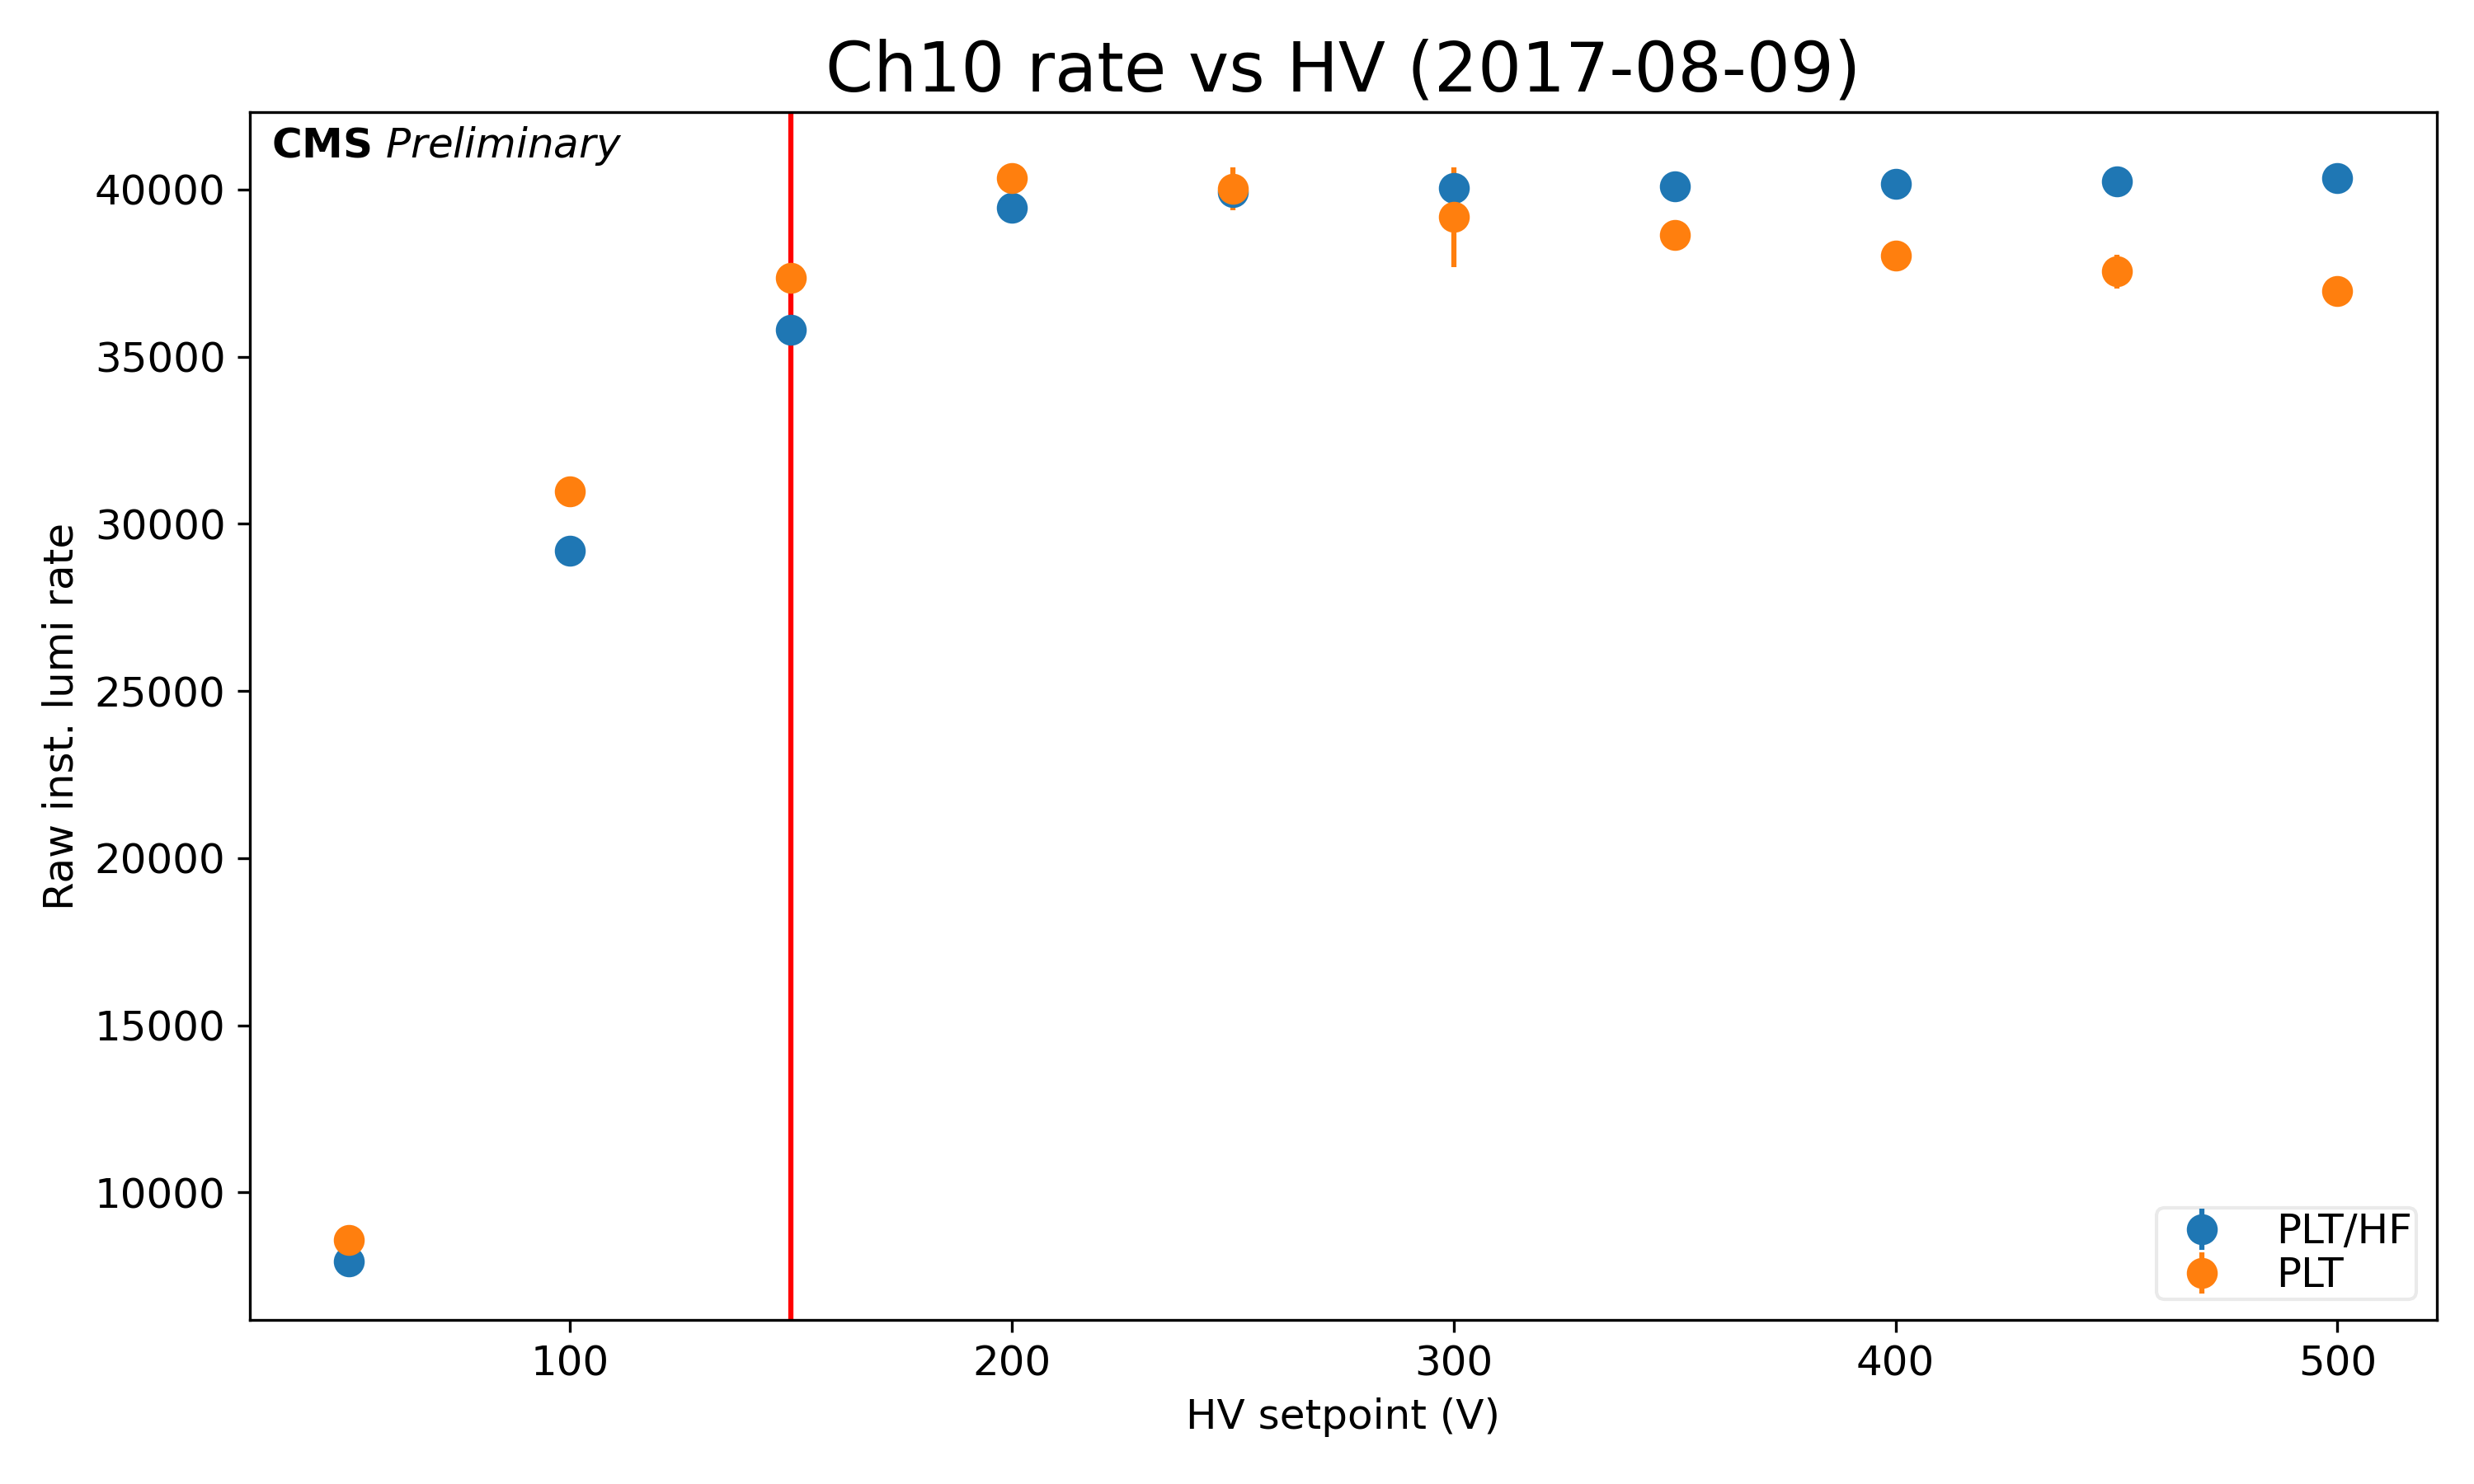 Ch10 rate vs HV (2017-08-09)
CMS Preliminary
40000
35000
30000
25000
20000
15000
10000
Raw inst. lumi rate
PLT/HF
PLT
100 200 300 400 500
HV setpoint (V)